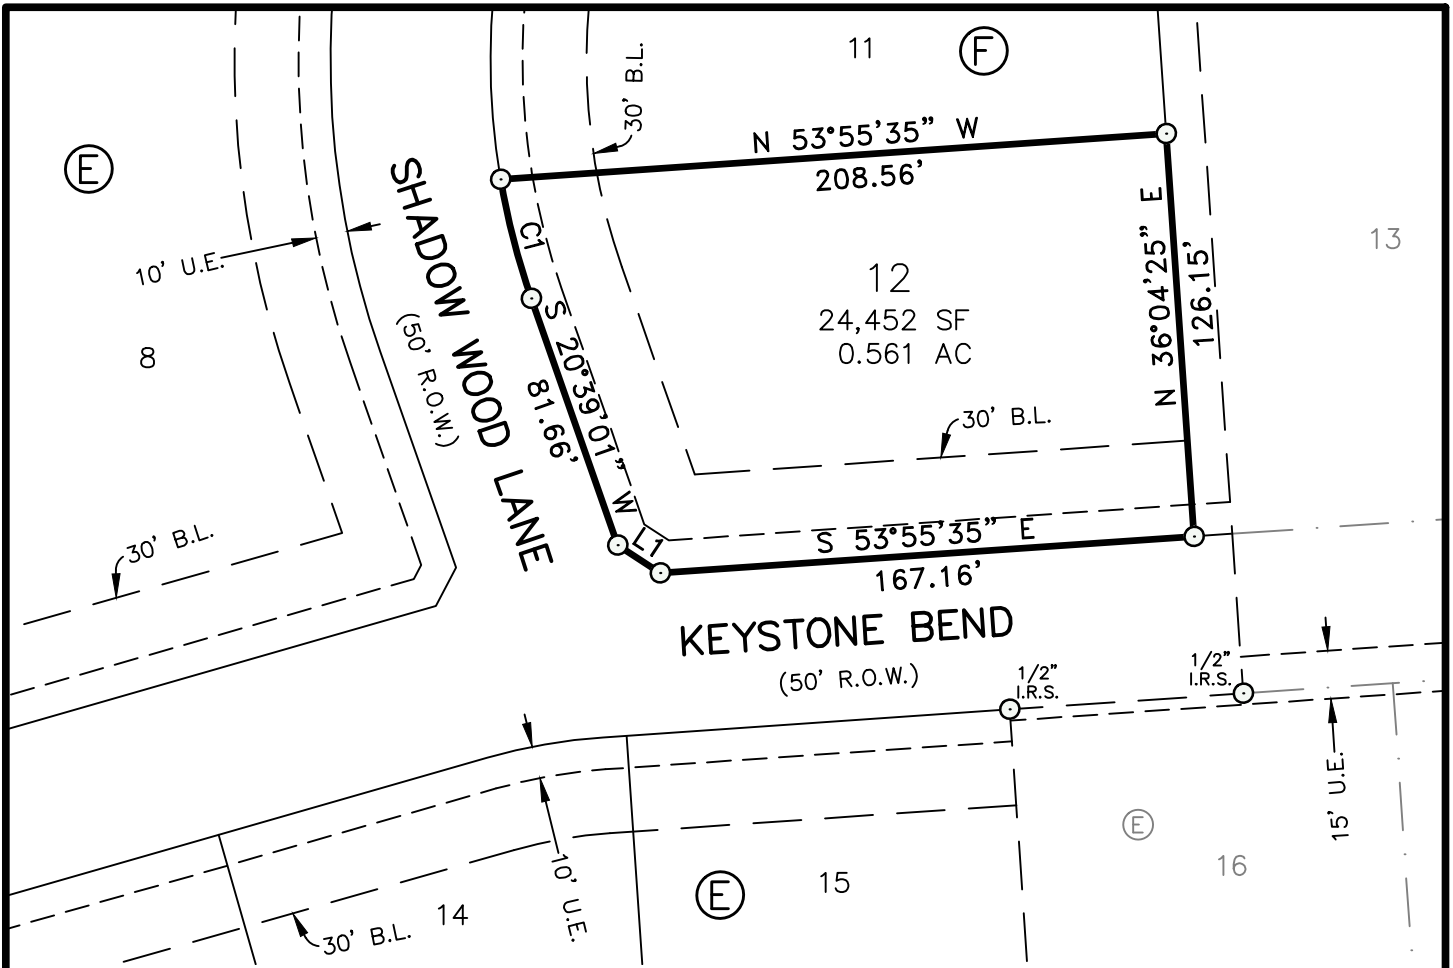 11
F
30' B.L.
N 53°55'35" W
208.56'
E
SHADOW WOOD LANE
(50' R.O.W.)
10' U.E.
C1
N 36°04'25" E
126.15'
13
12
24,452 SF
0.561 AC
8
S 20°39'01" W
81.66'
30' B.L.
30' B.L.
L1
S 53°55'35" E
167.16'
KEYSTONE BEND
(50' R.O.W.)
1/2"
I.R.S.
1/2"
I.R.S.
15' U.E.
E
16
10' U.E.
E
15
14
30' B.L.